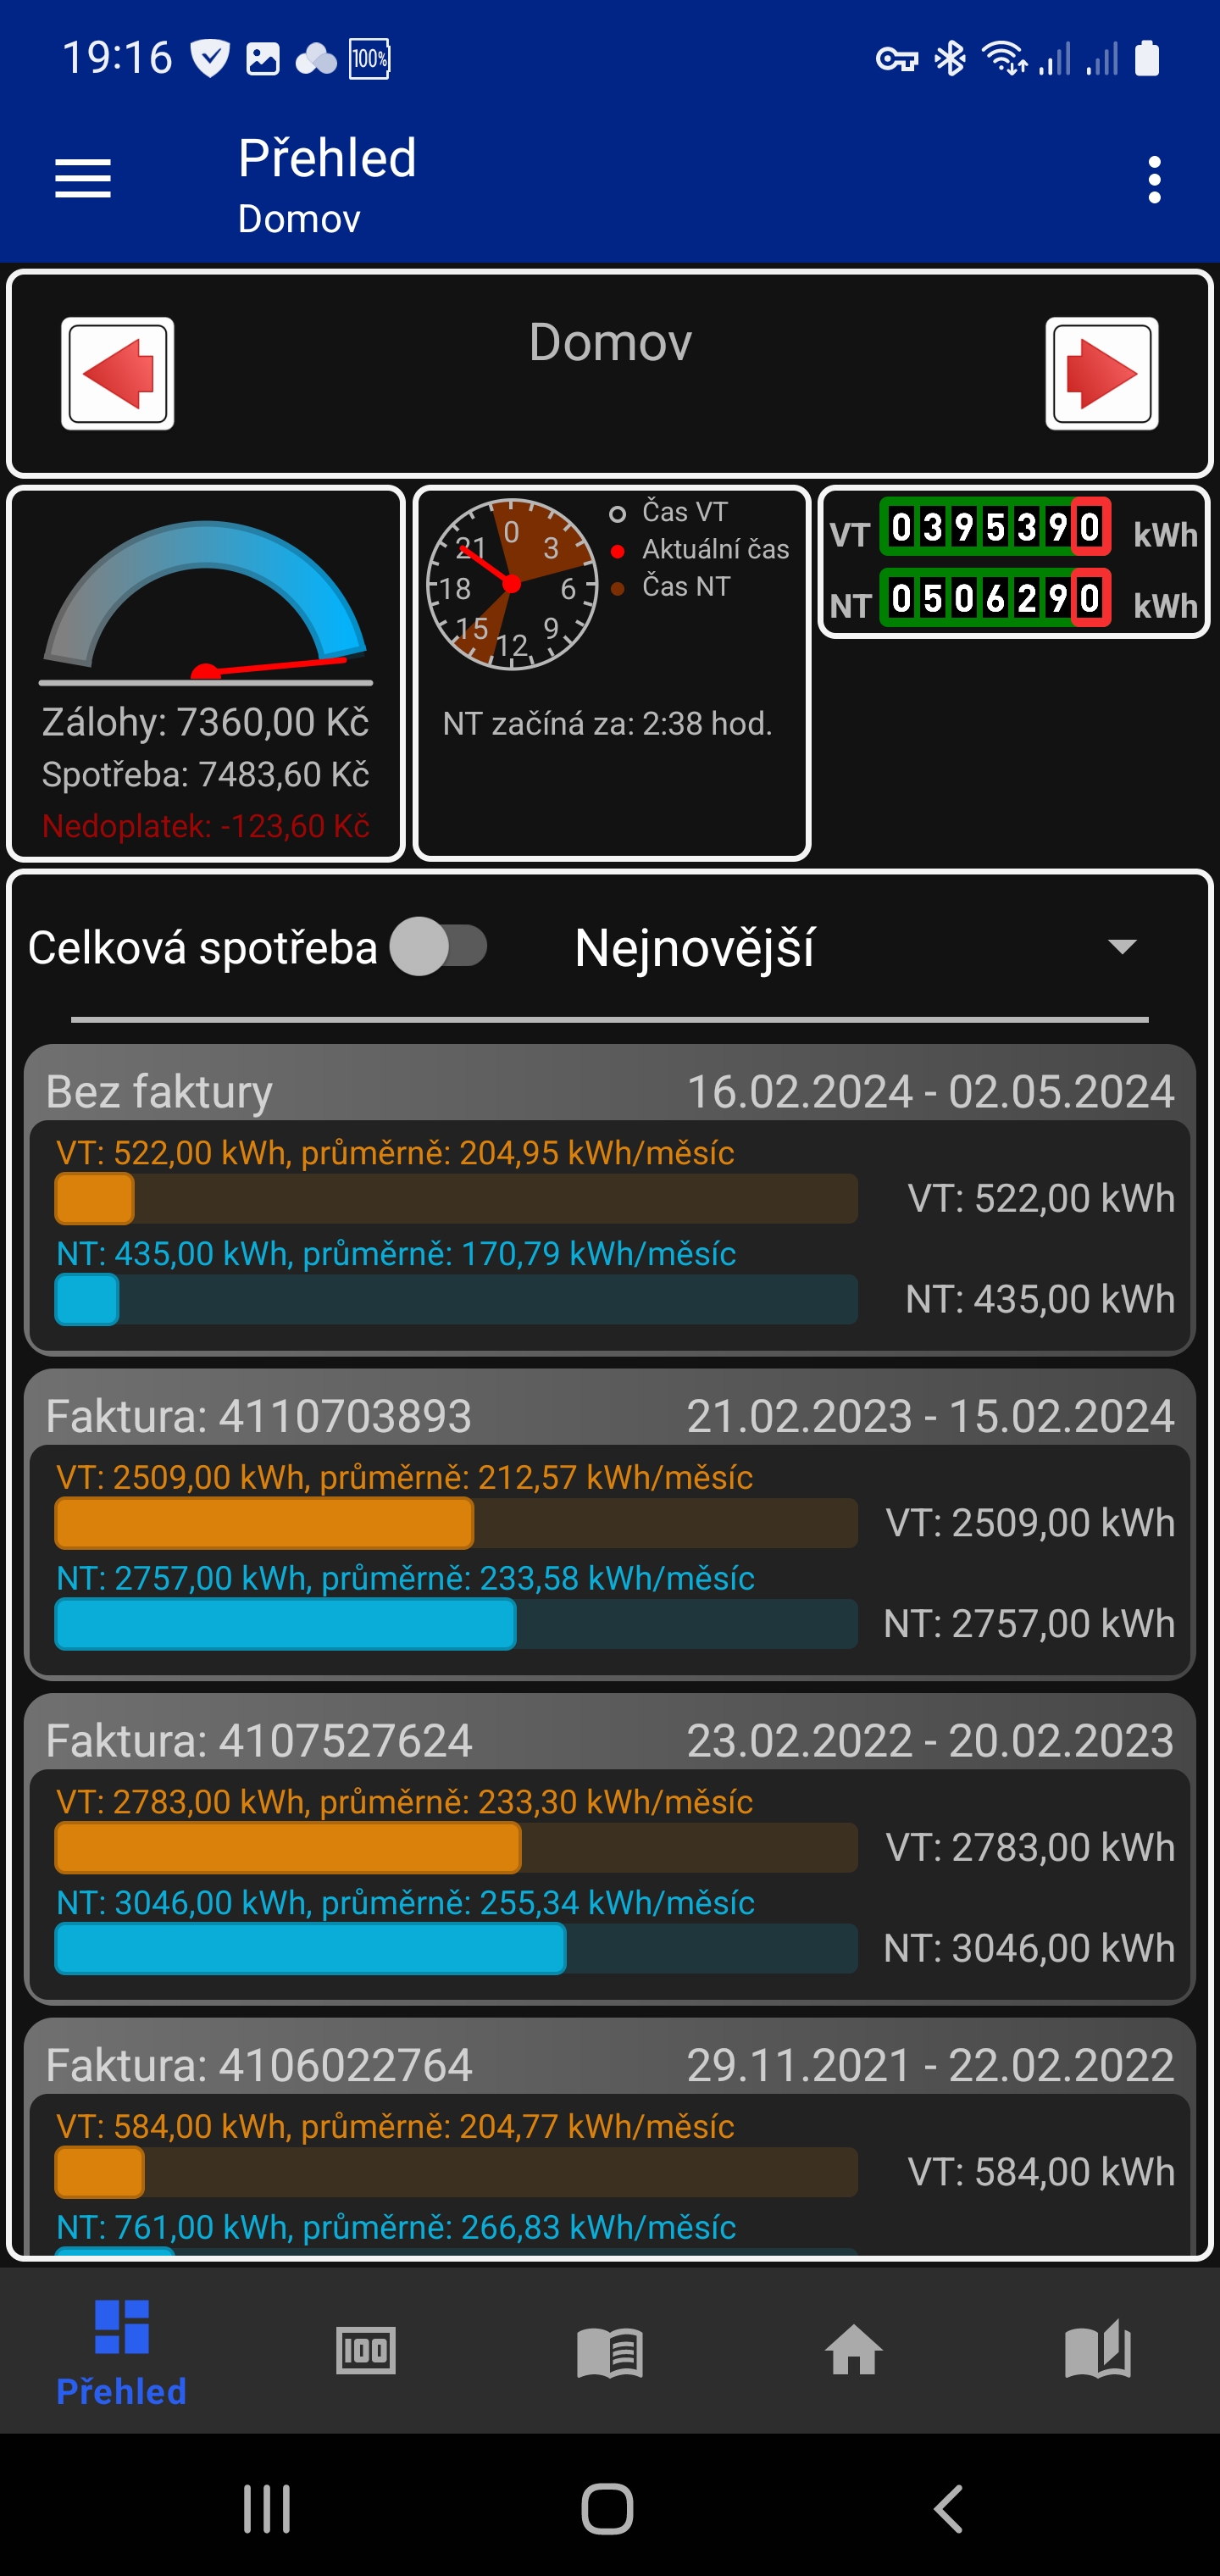 19:16 100%
Přehled
Domov
Domov
Zálohy: 7360,00 Kč
Spotřeba: 7483,60 Kč
Nedoplatek: -123,60 Kč
0
3
6
9
12
15
18
21
Čas VT
Aktuální čas
Čas NT
NT začíná za: 2:38 hod.
VT 0395390 kWh
NT 0506290 kWh
Celková spotřeba Nejnovější
Bez faktury 16.02.2024 - 02.05.2024
VT: 522,00 kWh, průměrně: 204,95 kWh/měsíc
VT: 522,00 kWh
NT: 435,00 kWh, průměrně: 170,79 kWh/měsíc
NT: 435,00 kWh
Faktura: 4110703893 21.02.2023 - 15.02.2024
VT: 2509,00 kWh, průměrně: 212,57 kWh/měsíc
VT: 2509,00 kWh
NT: 2757,00 kWh, průměrně: 233,58 kWh/měsíc
NT: 2757,00 kWh
Faktura: 4107527624 23.02.2022 - 20.02.2023
VT: 2783,00 kWh, průměrně: 233,30 kWh/měsíc
VT: 2783,00 kWh
NT: 3046,00 kWh, průměrně: 255,34 kWh/měsíc
NT: 3046,00 kWh
Faktura: 4106022764 29.11.2021 - 22.02.2022
VT: 584,00 kWh, průměrně: 204,77 kWh/měsíc
VT: 584,00 kWh
NT: 761,00 kWh, průměrně: 266,83 kWh/měsíc
100
Přehled